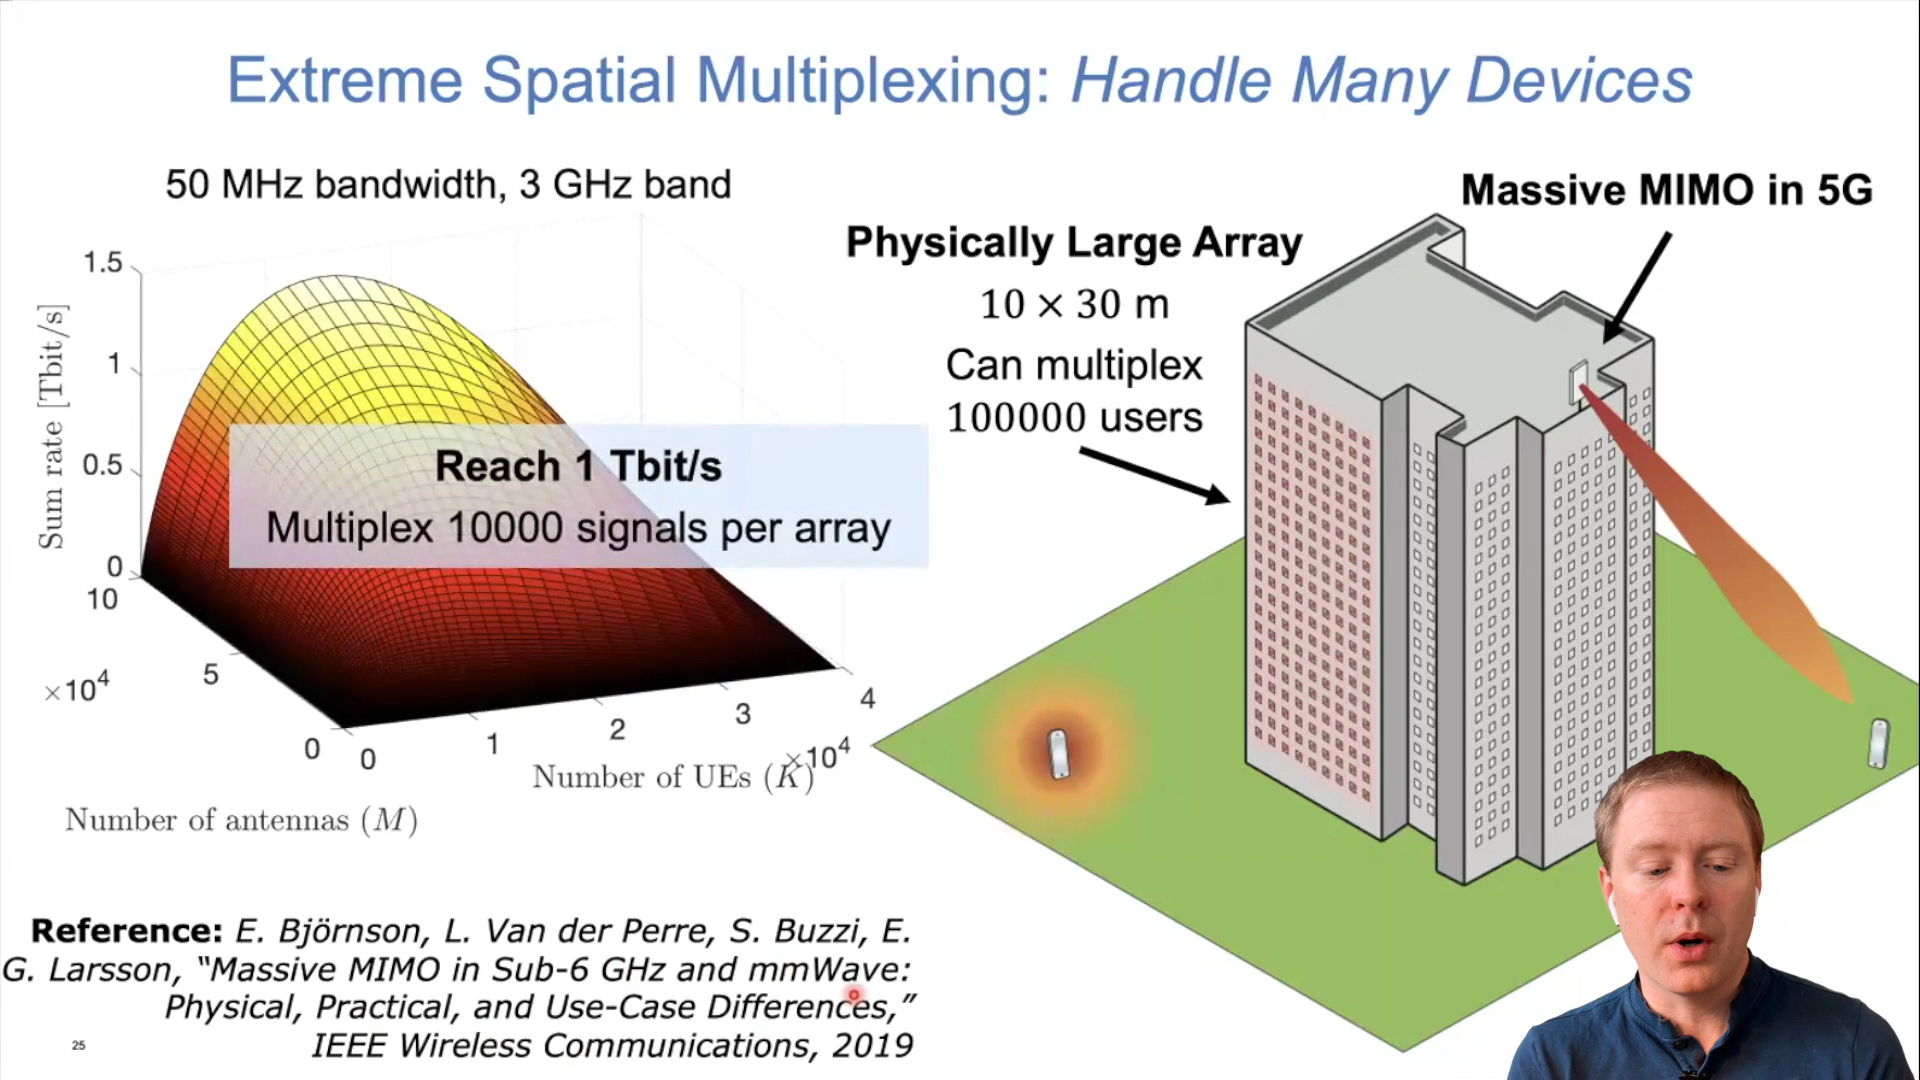 Extreme Spatial Multiplexing: Handle Many Devices
50 MHz bandwidth, 3 GHz band
Sum rate [Tbit/s]
1.5
1
0.5
0
10
5
0
×10⁴
Number of antennas (M)
0
1
2
3
4
×10⁴
Number of UEs (K)
Reach 1 Tbit/s
Multiplex 10000 signals per array
Physically Large Array
10 × 30 m
Can multiplex
100000 users
Massive MIMO in 5G
Reference: E. Björnson, L. Van der Perre, S. Buzzi, E.
G. Larsson, “Massive MIMO in Sub-6 GHz and mmWave:
Physical, Practical, and Use-Case Differences,”
IEEE Wireless Communications, 2019
25